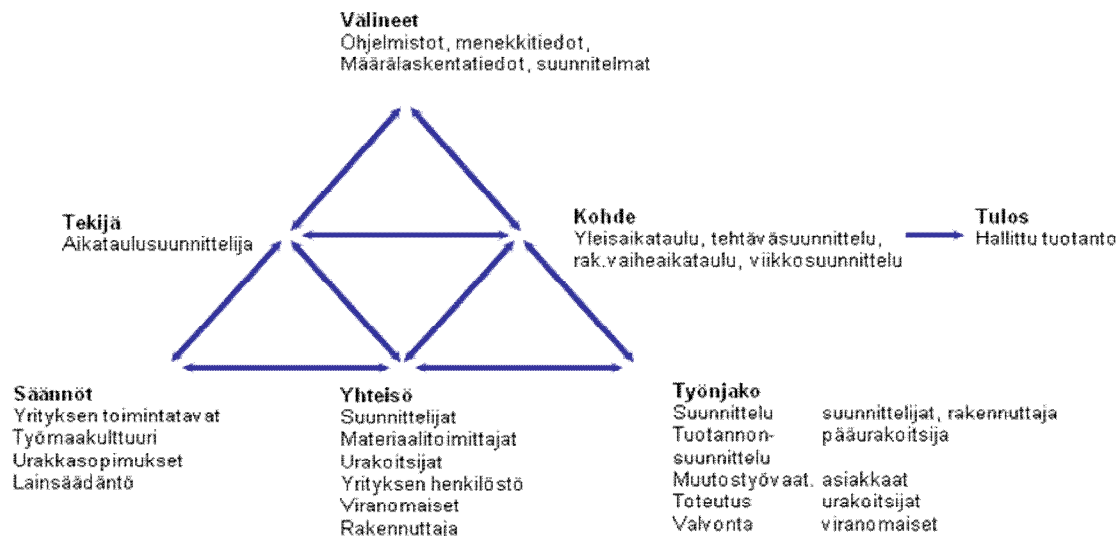 Välineet
Ohjelmistot, menekkitiedot,
Määrälaskentatiedot, suunnitelmat
Tekijä
Aikataulusuunnittelija
Kohde
Yleisaikataulu, tehtäväsuunnittelu,
rak.vaiheaikataulu, viikkosuunnittelu
Tulos
Hallittu tuotanto
Säännöt
Yrityksen toimintatavat
Työmaakulttuuri
Urakkasopimukset
Lainsäädäntö
Yhteisö
Suunnittelijat
Materiaalitoimittajat
Urakoitsijat
Yrityksen henkilöstö
Viranomaiset
Rakennuttaja
Työnjako
Suunnittelu suunnittelijat, rakennuttaja
Tuotannon- pääurakoitsija
suunnittelu
Muutostyövaat. asiakkaat
Toteutus urakoitsijat
Valvonta viranomaiset